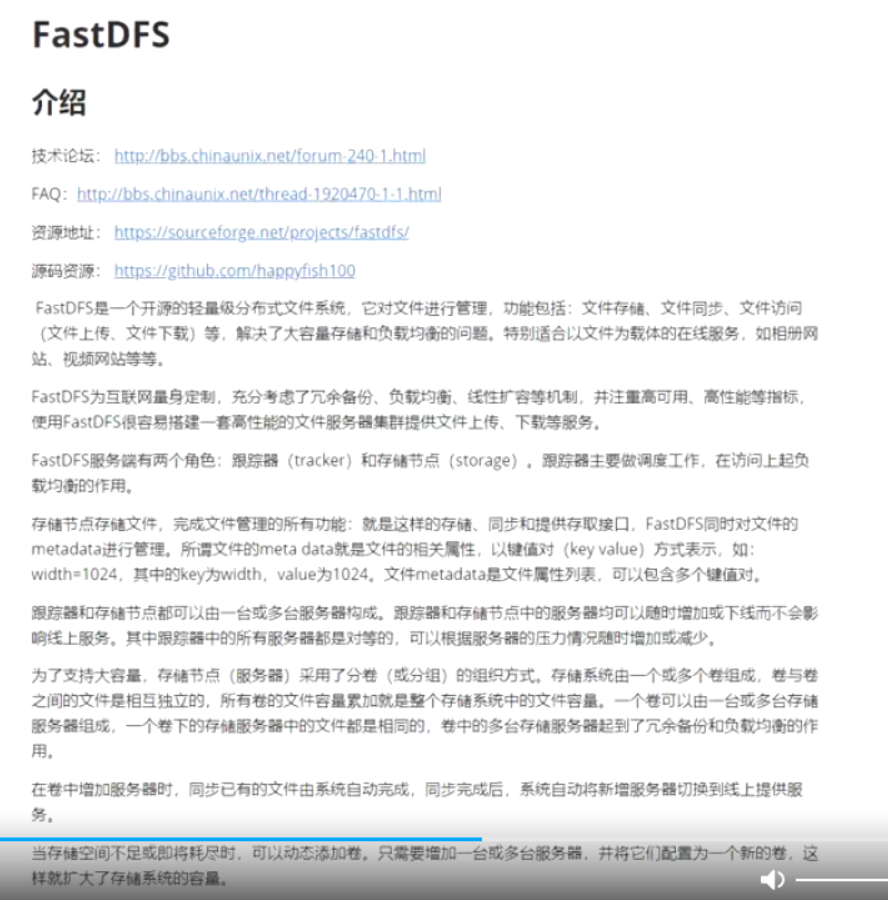 FastDFS
介绍
技术论坛： http://bbs.chinaunix.net/forum-240-1.html
FAQ：http://bbs.chinaunix.net/thread-1920470-1-1.html
资源地址： https://sourceforge.net/projects/fastdfs/
源码资源： https://github.com/happyfish100
FastDFS是一个开源的轻量级分布式文件系统，它对文件进行管理，功能包括：文件存储、文件同步、文件访问
（文件上传、文件下载）等，解决了大容量存储和负载均衡的问题。特别适合以文件为载体的在线服务，如相册网
站、视频网站等等。
FastDFS为互联网量身定制，充分考虑了冗余备份、负载均衡、线性扩容等机制，并注重高可用、高性能等指标，
使用FastDFS很容易搭建一套高性能的文件服务器集群提供文件上传、下载等服务。
FastDFS服务端有两个角色：跟踪器（tracker）和存储节点（storage）。跟踪器主要做调度工作，在访问上起负
载均衡的作用。
存储节点存储文件，完成文件管理的所有功能：就是这样的存储、同步和提供存取接口，FastDFS同时对文件的
metadata进行管理。所谓文件的meta data就是文件的相关属性，以键值对（key value）方式表示，如：
width=1024，其中的key为width，value为1024。文件metadata是文件属性列表，可以包含多个键值对。
跟踪器和存储节点都可以由一台或多台服务器构成。跟踪器和存储节点中的服务器均可以随时增加或下线而不会影
响线上服务。其中跟踪器中的所有服务器都是对等的，可以根据服务器的压力情况随时增加或减少。
为了支持大容量，存储节点（服务器）采用了分卷（或分组）的组织方式。存储系统由一个或多个卷组成，卷与卷
之间的文件是相互独立的，所有卷的文件容量累加就是整个存储系统中的文件容量。一个卷可以由一台或多台存储
服务器组成，一个卷下的存储服务器中的文件都是相同的，卷中的多台存储服务器起到了冗余备份和负载均衡的作
用。
在卷中增加服务器时，同步已有的文件由系统自动完成，同步完成后，系统自动将新增服务器切换到线上提供服
务。
当存储空间不足或即将耗尽时，可以动态添加卷。只需要增加一台或多台服务器，并将它们配置为一个新的卷，这
样就扩大了存储系统的容量。